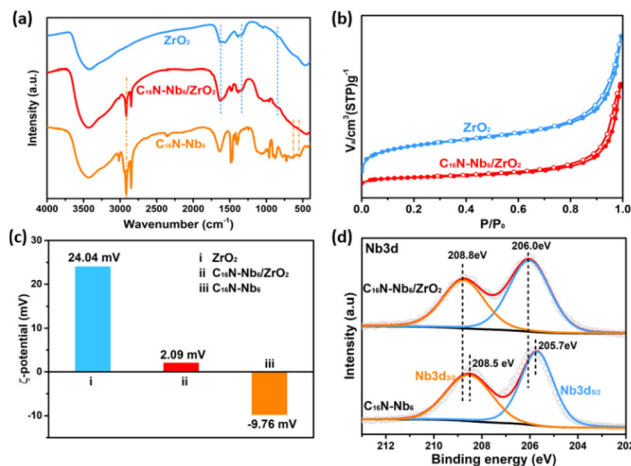 (a)
ZrO₂
C₁₆N-Nb₆/ZrO₂
C₁₆N-Nb₆
Intensity (a.u.)
4000 3500 3000 2500 2000 1500 1000 500
Wavenumber (cm⁻¹)
(b)
ZrO₂
C₁₆N-Nb₆/ZrO₂
Vₐ/cm³(STP)g⁻¹
0.0 0.2 0.4 0.6 0.8 1.0
P/P₀
(c)
30
20
10
0
-10
ζ-potential (mV)
24.04 mV
i ZrO₂
ii C₁₆N-Nb₆/ZrO₂
iii C₁₆N-Nb₆
2.09 mV
iii
i
ii
-9.76 mV
(d)
Nb3d
208.8eV
206.0eV
C₁₆N-Nb₆/ZrO₂
205.7eV
208.5 eV
Nb3d₃/₂
Nb3d₅/₂
C₁₆N-Nb₆
Intensity (a.u)
212 210 208 206 204 202
Binding energy (eV)